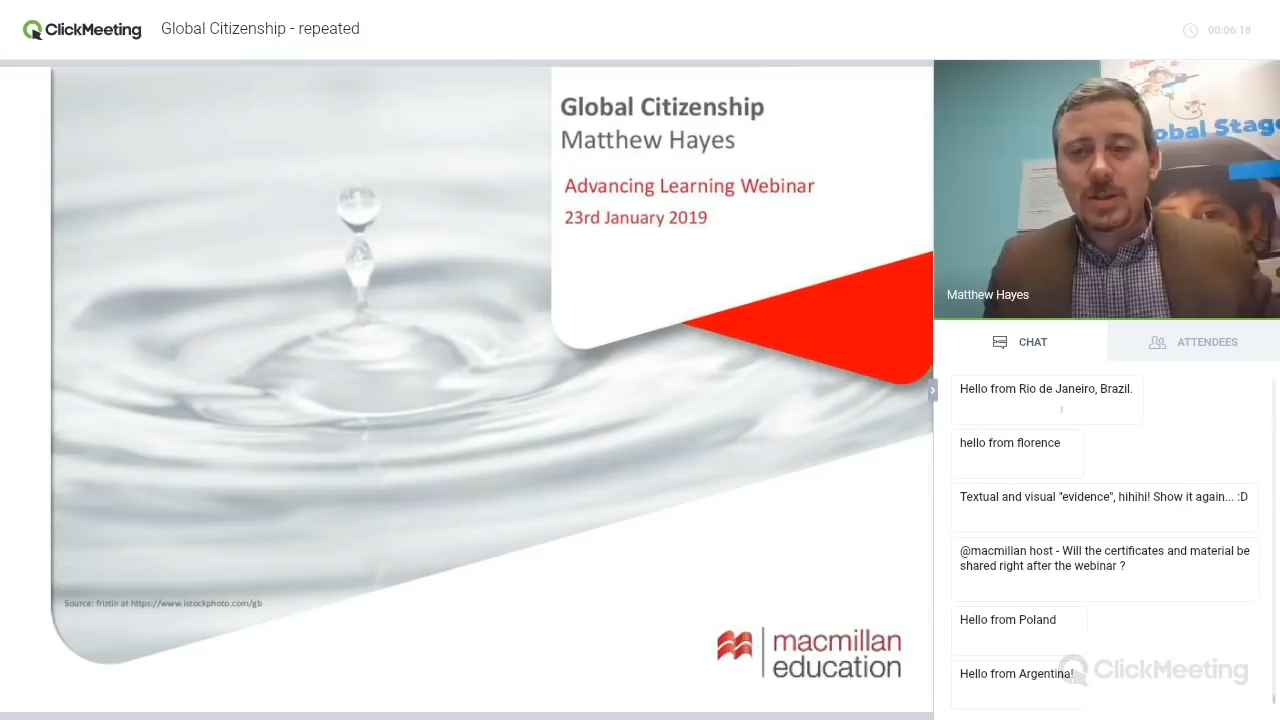 ClickMeeting
Global Citizenship - repeated
00:06:18
Global Citizenship
Matthew Hayes
Advancing Learning Webinar
23rd January 2019
Source: friztin at https://www.istockphoto.com/gb
macmillan
education
obal Stage
Matthew Hayes
CHAT
ATTENDEES
Hello from Rio de Janeiro, Brazil.
hello from florence
Textual and visual "evidence", hihihi! Show it again... :D
@macmillan host - Will the certificates and material be
shared right after the webinar ?
Hello from Poland
Hello from Argentina!
ClickMeeting